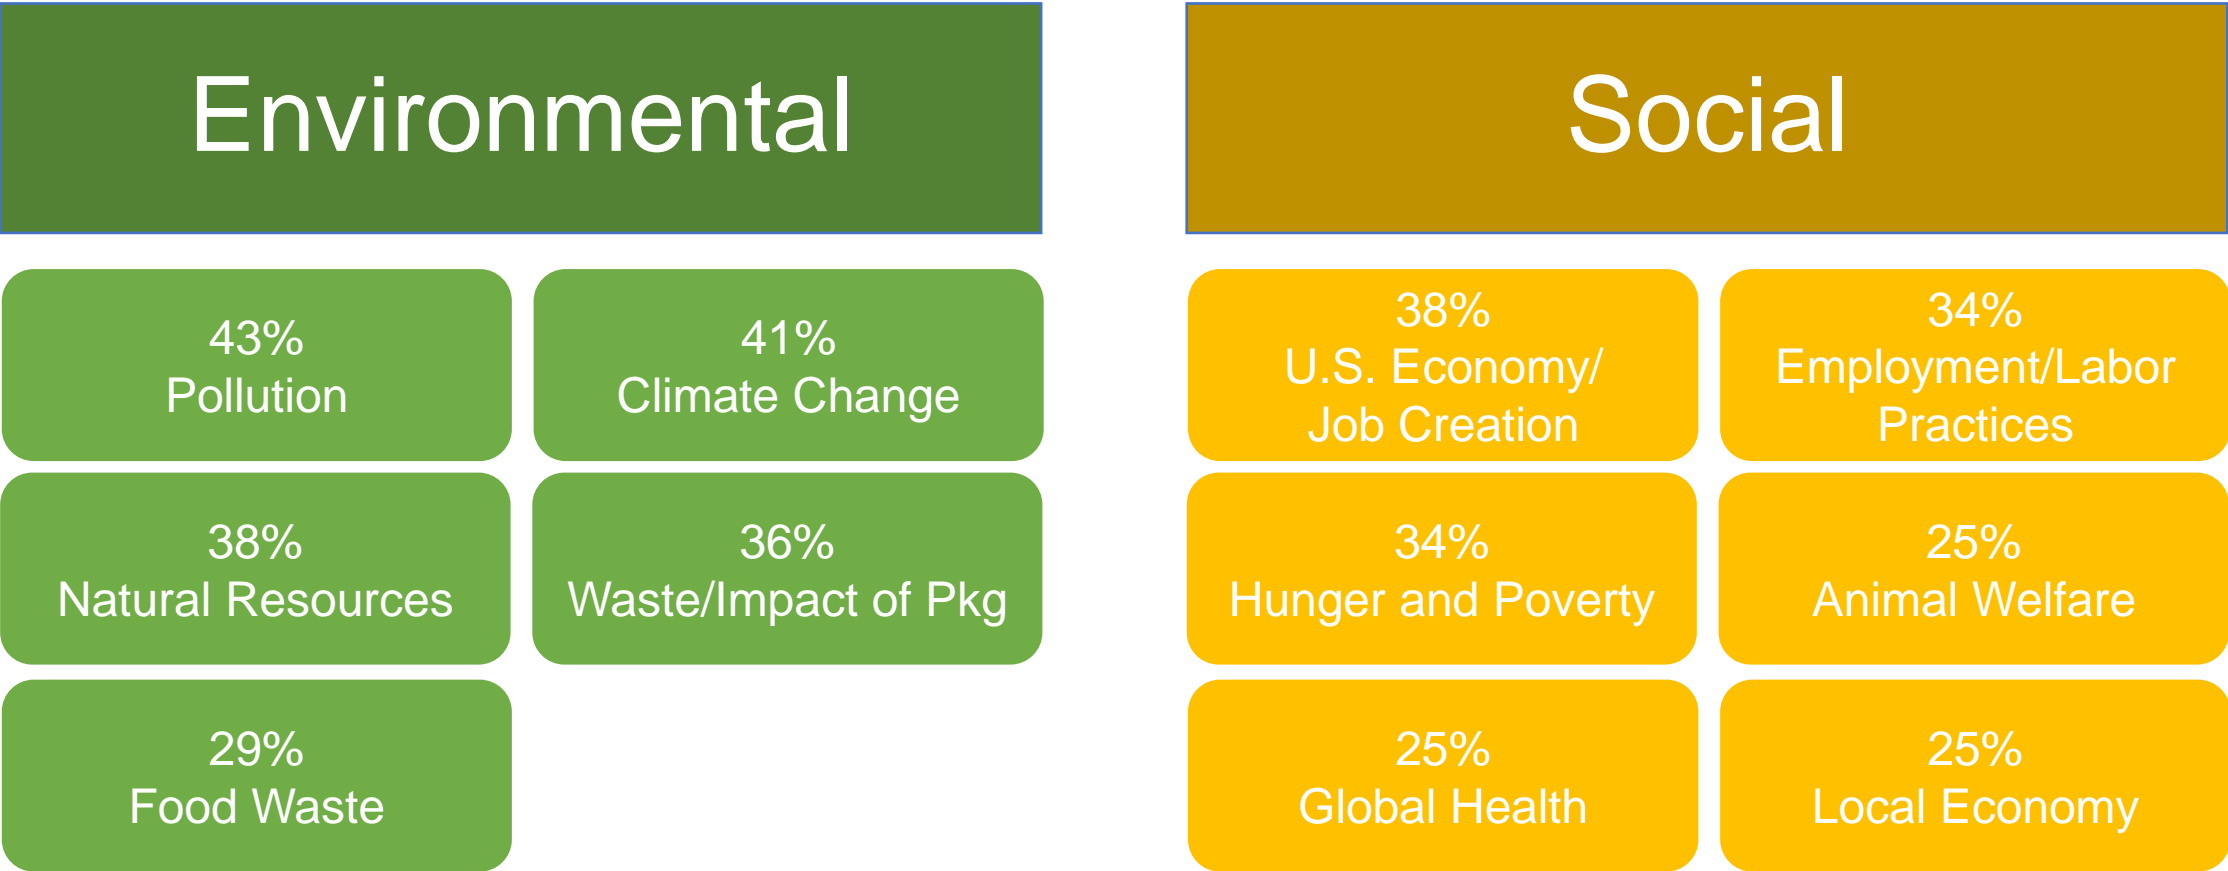 Environmental
43%
Pollution
41%
Climate Change
38%
Natural Resources
36%
Waste/Impact of Pkg
29%
Food Waste
Social
38%
U.S. Economy/
Job Creation
34%
Employment/Labor
Practices
34%
Hunger and Poverty
25%
Animal Welfare
25%
Global Health
25%
Local Economy